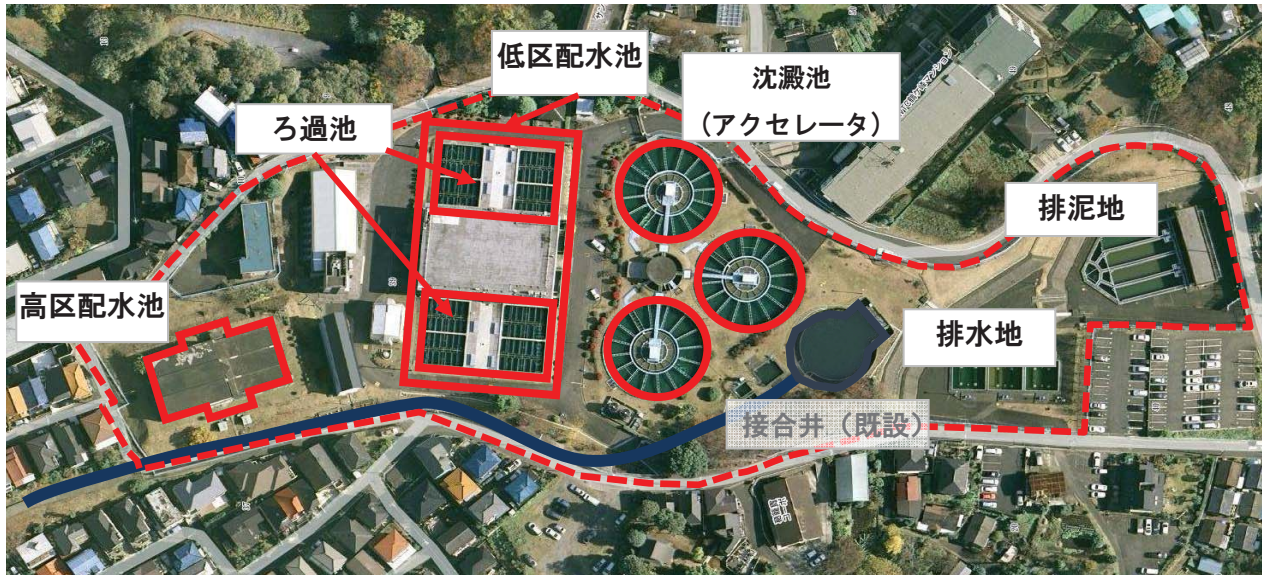 低区配水池
沈澱池
(アクセレータ)
ろ過池
排泥地
高区配水池
排水地
接合井(既設)